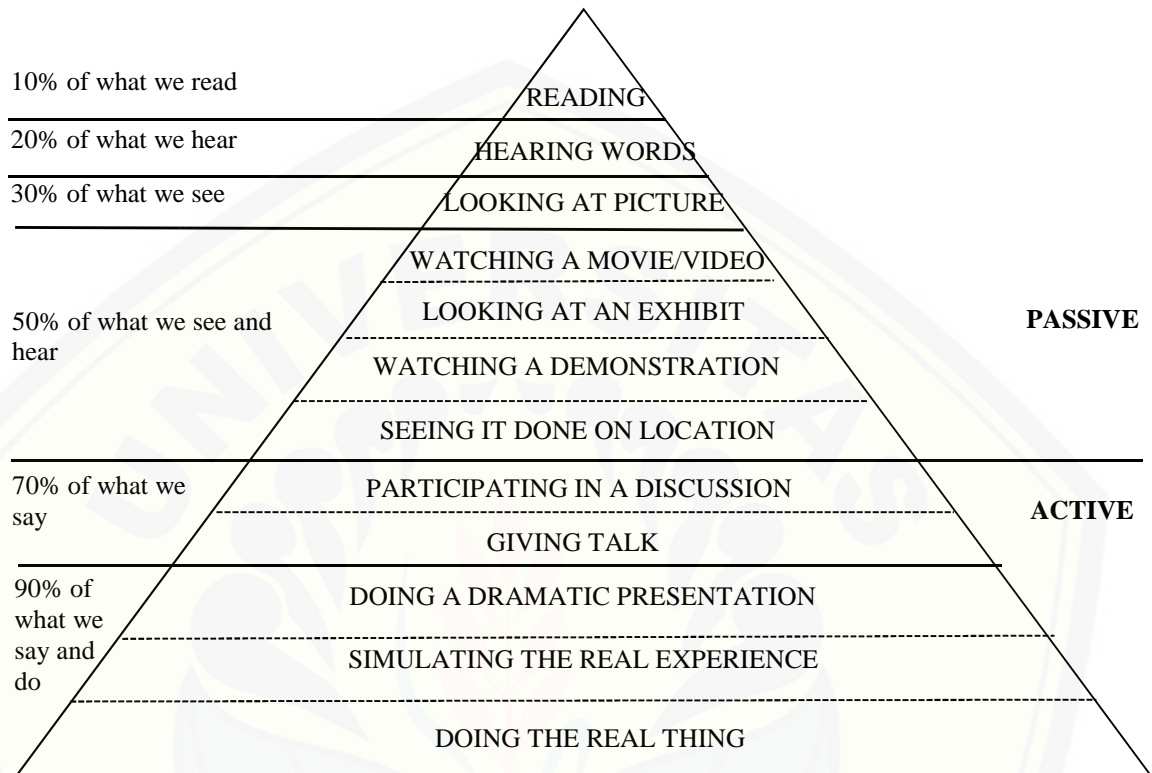 10% of what we read
READING
20% of what we hear
HEARING WORDS
30% of what we see
LOOKING AT PICTURE
WATCHING A MOVIE/VIDEO
LOOKING AT AN EXHIBIT
50% of what we see and
hear
PASSIVE
WATCHING A DEMONSTRATION
SEEING IT DONE ON LOCATION
70% of what we
say
PARTICIPATING IN A DISCUSSION
ACTIVE
GIVING TALK
90% of
what we
say and
do
DOING A DRAMATIC PRESENTATION
SIMULATING THE REAL EXPERIENCE
DOING THE REAL THING
UNIVERSITAS